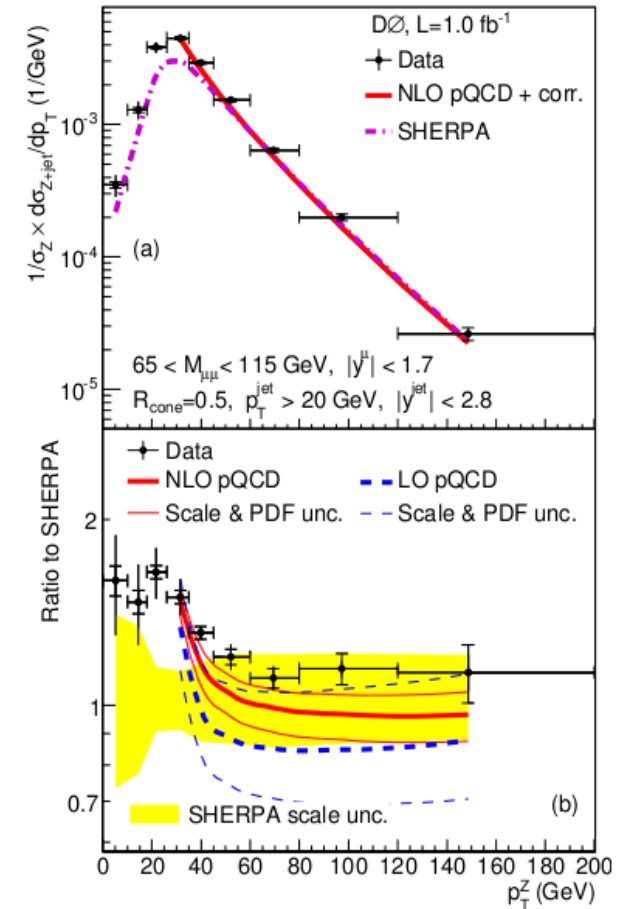 DØ, L=1.0 fb⁻¹
Data
NLO pQCD + corr.
SHERPA
1/σ_Z × dσ_Z+jet/dp_T (1/GeV)
10⁻³
10⁻⁴
10⁻⁵
(a)
65 < M_μμ < 115 GeV, |y^μ| < 1.7
R_cone=0.5, p_T^jet > 20 GeV, |y^jet| < 2.8
Data
NLO pQCD
LO pQCD
Scale & PDF unc.
Scale & PDF unc.
Ratio to SHERPA
2
1
0.7
SHERPA scale unc.
(b)
0 20 40 60 80 100 120 140 160 180 200
p_T^Z (GeV)